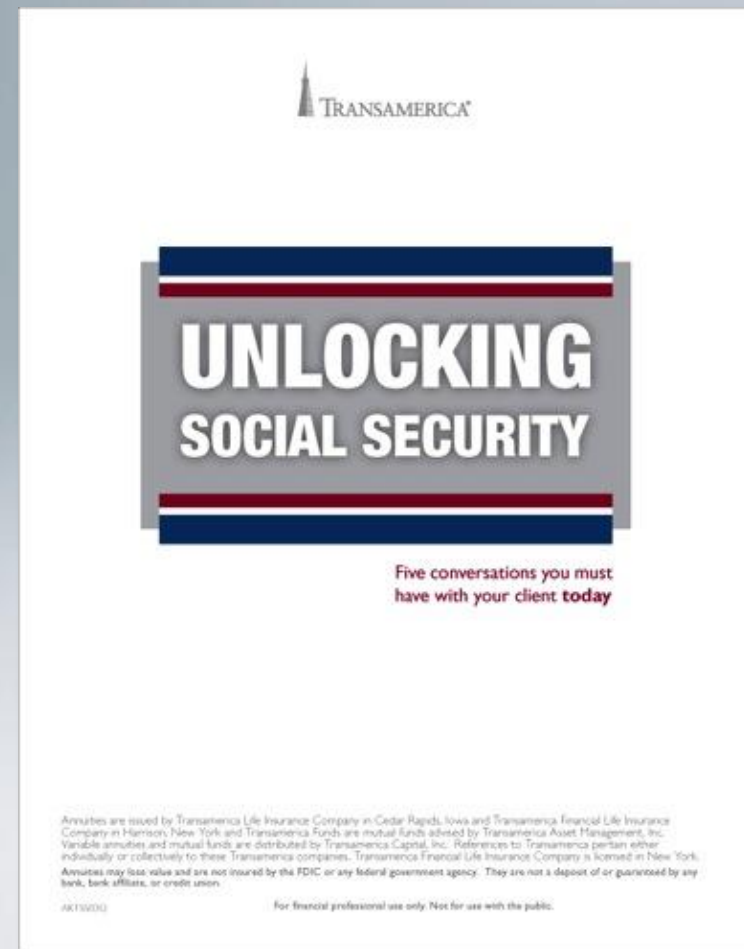 TRANSAMERICA®
UNLOCKING
SOCIAL SECURITY
Five conversations you must
have with your client today
Annuities are issued by Transamerica Life Insurance Company in Cedar Rapids, Iowa and Transamerica Financial Life Insurance
Company in Harrison, New York and Transamerica Funds are mutual funds advised by Transamerica Asset Management, Inc.
Variable annuities and mutual funds are distributed by Transamerica Capital, Inc. References to Transamerica pertain either
individually or collectively to these Transamerica companies. Transamerica Financial Life Insurance Company is licensed in New York.
Annuities may lose value and are not insured by the FDIC or any federal government agency. They are not a deposit of or guaranteed by any
bank, bank affiliate, or credit union.
For financial professional use only. Not for use with the public.